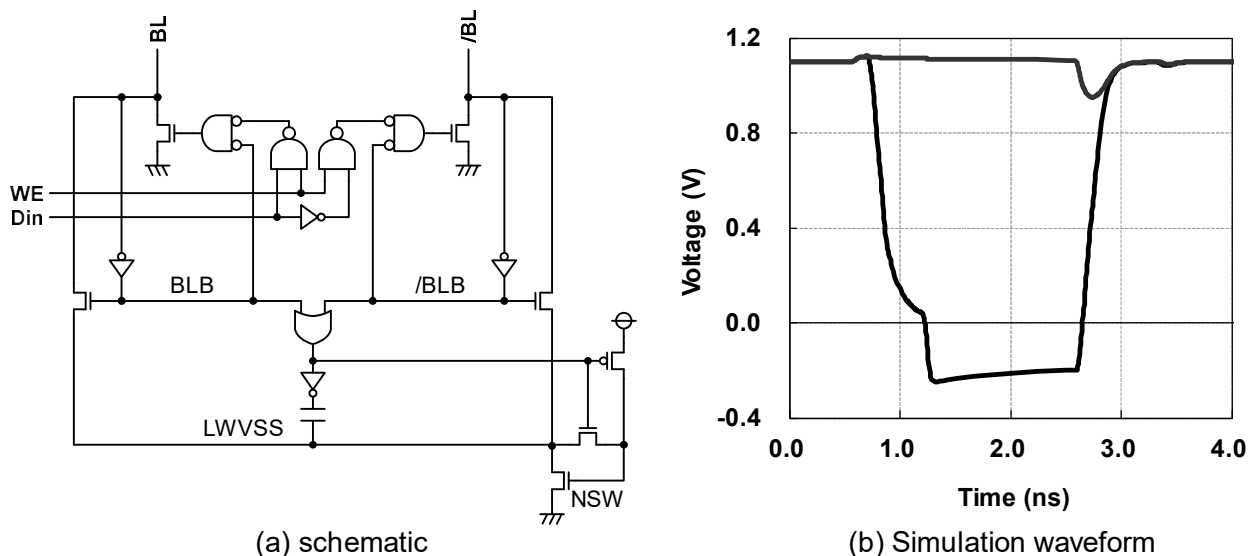 BL
/BL
WE
Din
BLB
/BLB
LWVSS
NSW
(a) schematic
1.2
0.8
0.4
0.0
-0.4
Voltage (V)
0.0 1.0 2.0 3.0 4.0
Time (ns)
(b) Simulation waveform